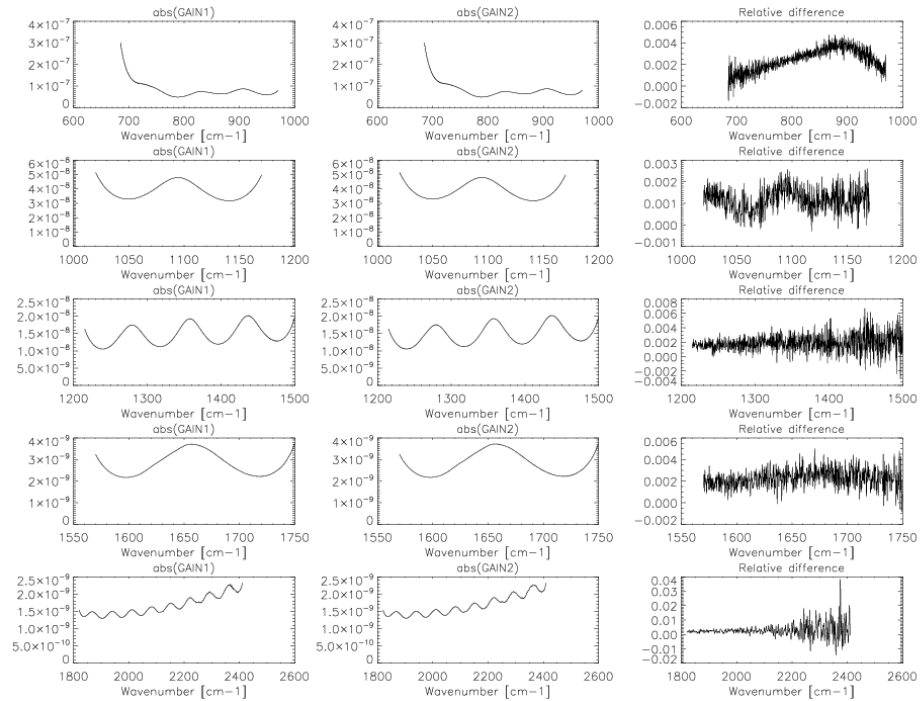 abs(GAIN1) abs(GAIN2) Relative difference
4×10⁻⁷ 4×10⁻⁷ 0.006
3×10⁻⁷ 3×10⁻⁷ 0.004
2×10⁻⁷ 2×10⁻⁷ 0.002
1×10⁻⁷ 1×10⁻⁷ 0.000
0 0 −0.002
600 700 800 900 1000 600 700 800 900 1000 600 700 800 900 1000
Wavenumber [cm−1] Wavenumber [cm−1] Wavenumber [cm−1]
abs(GAIN1) abs(GAIN2) Relative difference
6×10⁻⁸ 6×10⁻⁸ 0.003
5×10⁻⁸ 5×10⁻⁸
4×10⁻⁸ 4×10⁻⁸ 0.002
3×10⁻⁸ 3×10⁻⁸ 0.001
2×10⁻⁸ 2×10⁻⁸ 0.000
1×10⁻⁸ 1×10⁻⁸
0 0 −0.001
1000 1050 1100 1150 1200 1000 1050 1100 1150 1200 1000 1050 1100 1150 1200
Wavenumber [cm−1] Wavenumber [cm−1] Wavenumber [cm−1]
abs(GAIN1) abs(GAIN2) Relative difference
2.5×10⁻⁸ 2.5×10⁻⁸ 0.008
2.0×10⁻⁸ 2.0×10⁻⁸ 0.006
1.5×10⁻⁸ 1.5×10⁻⁸ 0.004
1.0×10⁻⁸ 1.0×10⁻⁸ 0.002
5.0×10⁻⁹ 5.0×10⁻⁹ 0.000
−0.002
0 0 −0.004
1200 1300 1400 1500 1200 1300 1400 1500 1200 1300 1400 1500
Wavenumber [cm−1] Wavenumber [cm−1] Wavenumber [cm−1]
abs(GAIN1) abs(GAIN2) Relative difference
4×10⁻⁹ 4×10⁻⁹ 0.006
3×10⁻⁹ 3×10⁻⁹ 0.004
2×10⁻⁹ 2×10⁻⁹ 0.002
1×10⁻⁹ 1×10⁻⁹ 0.000
0 0 −0.002
1550 1600 1650 1700 1750 1550 1600 1650 1700 1750 1550 1600 1650 1700 1750
Wavenumber [cm−1] Wavenumber [cm−1] Wavenumber [cm−1]
abs(GAIN1) abs(GAIN2) Relative difference
2.5×10⁻⁹ 2.5×10⁻⁹ 0.04
2.0×10⁻⁹ 2.0×10⁻⁹ 0.03
1.5×10⁻⁹ 1.5×10⁻⁹ 0.02
1.0×10⁻⁹ 1.0×10⁻⁹ 0.01
5.0×10⁻¹⁰ 5.0×10⁻¹⁰ 0.00
−0.01
0 0 −0.02
1800 2000 2200 2400 2600 1800 2000 2200 2400 2600 1800 2000 2200 2400 2600
Wavenumber [cm−1] Wavenumber [cm−1] Wavenumber [cm−1]